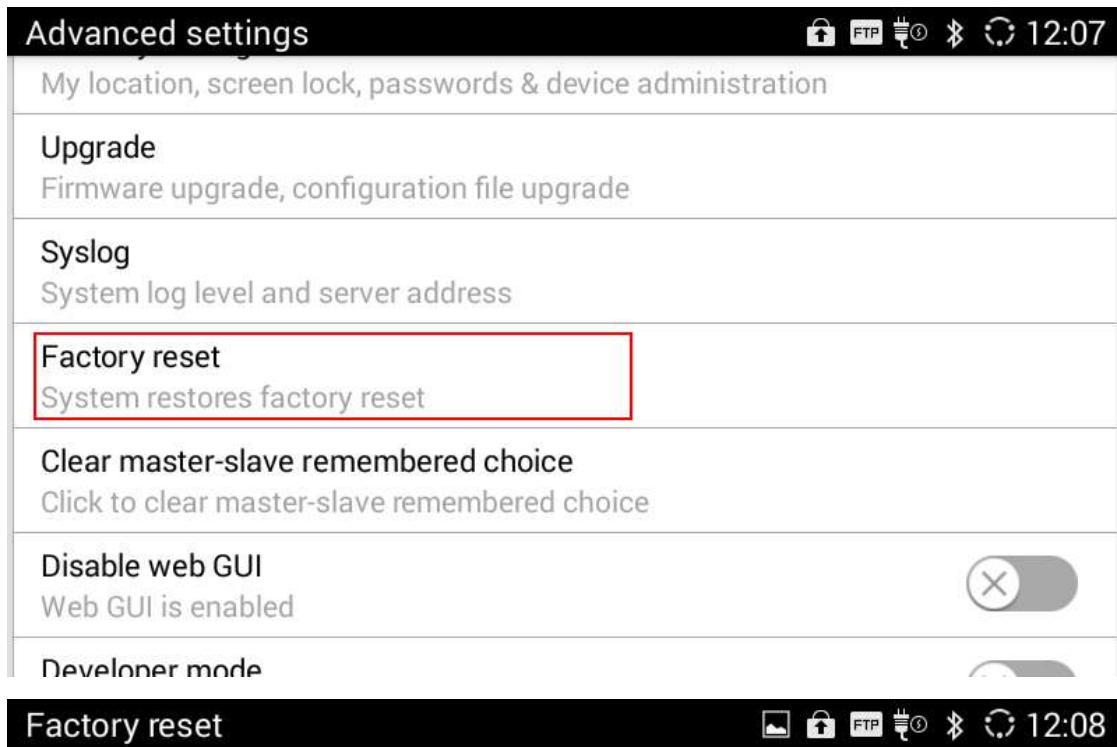 Advanced settings FTP 12:07
My location, screen lock, passwords & device administration
Upgrade
Firmware upgrade, configuration file upgrade
Syslog
System log level and server address
Factory reset
System restores factory reset
Clear master-slave remembered choice
Click to clear master-slave remembered choice
Disable web GUI
Web GUI is enabled
Developer mode
Factory reset FTP 12:08